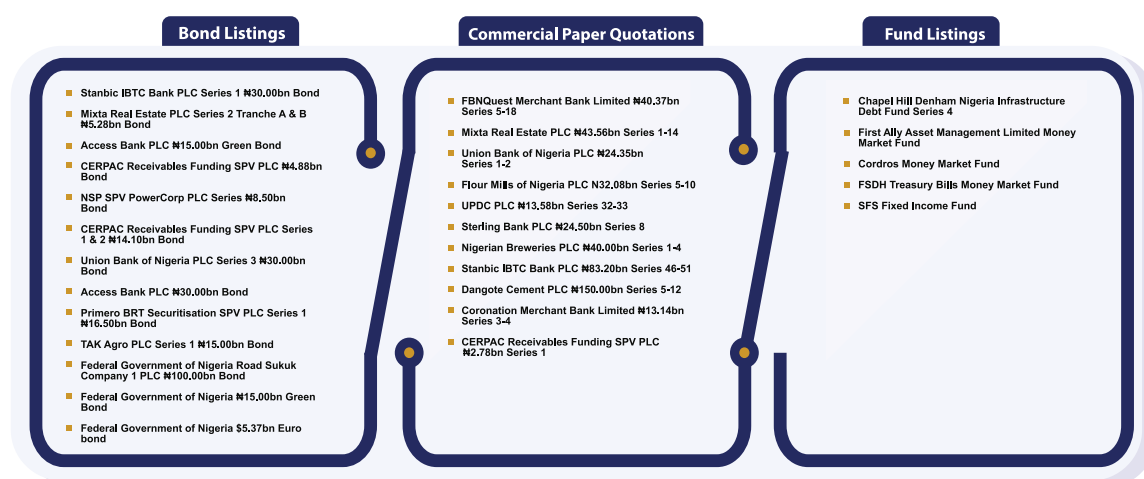 Bond Listings
Stanbic IBTC Bank PLC Series 1 ₦30.00bn Bond
Mixta Real Estate PLC Series 2 Tranche A & B
₦5.28bn Bond
Access Bank PLC ₦15.00bn Green Bond
CERPAC Receivables Funding SPV PLC ₦4.88bn
Bond
NSP SPV PowerCorp PLC Series ₦8.50bn
Bond
CERPAC Receivables Funding SPV PLC Series
1 & 2 ₦14.10bn Bond
Union Bank of Nigeria PLC Series 3 ₦30.00bn
Bond
Access Bank PLC ₦30.00bn Bond
Primero BRT Securitisation SPV PLC Series 1
₦16.50bn Bond
TAK Agro PLC Series 1 ₦15.00bn Bond
Federal Government of Nigeria Road Sukuk
Company 1 PLC ₦100.00bn Bond
Federal Government of Nigeria ₦15.00bn Green
Bond
Federal Government of Nigeria $5.37bn Euro
bond
Commercial Paper Quotations
FBNQuest Merchant Bank Limited ₦40.37bn
Series 5-18
Mixta Real Estate PLC ₦43.56bn Series 1-14
Union Bank of Nigeria PLC ₦24.35bn
Series 1-2
Flour Mills of Nigeria PLC N32.08bn Series 5-10
UPDC PLC ₦13.58bn Series 32-33
Sterling Bank PLC ₦24.50bn Series 8
Nigerian Breweries PLC ₦40.00bn Series 1-4
Stanbic IBTC Bank PLC ₦83.20bn Series 46-51
Dangote Cement PLC ₦150.00bn Series 5-12
Coronation Merchant Bank Limited ₦13.14bn
Series 3-4
CERPAC Receivables Funding SPV PLC
₦2.78bn Series 1
Fund Listings
Chapel Hill Denham Nigeria Infrastructure
Debt Fund Series 4
First Ally Asset Management Limited Money
Market Fund
Cordros Money Market Fund
FSDH Treasury Bills Money Market Fund
SFS Fixed Income Fund